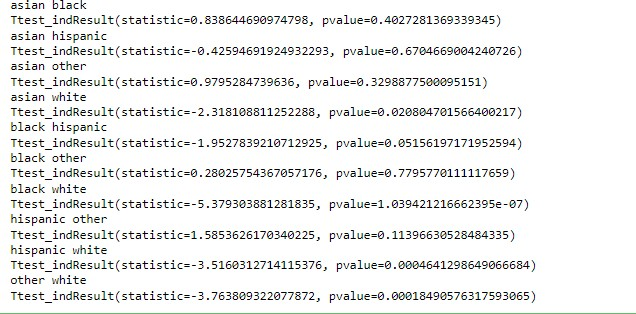 asian black
Ttest_indResult(statistic=0.838644690974798, pvalue=0.4027281369339345)
asian hispanic
Ttest_indResult(statistic=-0.42594691924932293, pvalue=0.6704669004240726)
asian other
Ttest_indResult(statistic=0.9795284739636, pvalue=0.3298877500095151)
asian white
Ttest_indResult(statistic=-2.318108811252288, pvalue=0.020804701566400217)
black hispanic
Ttest_indResult(statistic=-1.9527839210712925, pvalue=0.05156197171952594)
black other
Ttest_indResult(statistic=0.28025754367057176, pvalue=0.7795770111117659)
black white
Ttest_indResult(statistic=-5.379303881281835, pvalue=1.039421216662395e-07)
hispanic other
Ttest_indResult(statistic=1.5853626170340225, pvalue=0.11396630528484335)
hispanic white
Ttest_indResult(statistic=-3.5160312714115376, pvalue=0.0004641298649066684)
other white
Ttest_indResult(statistic=-3.763809322077872, pvalue=0.00018490576317593065)